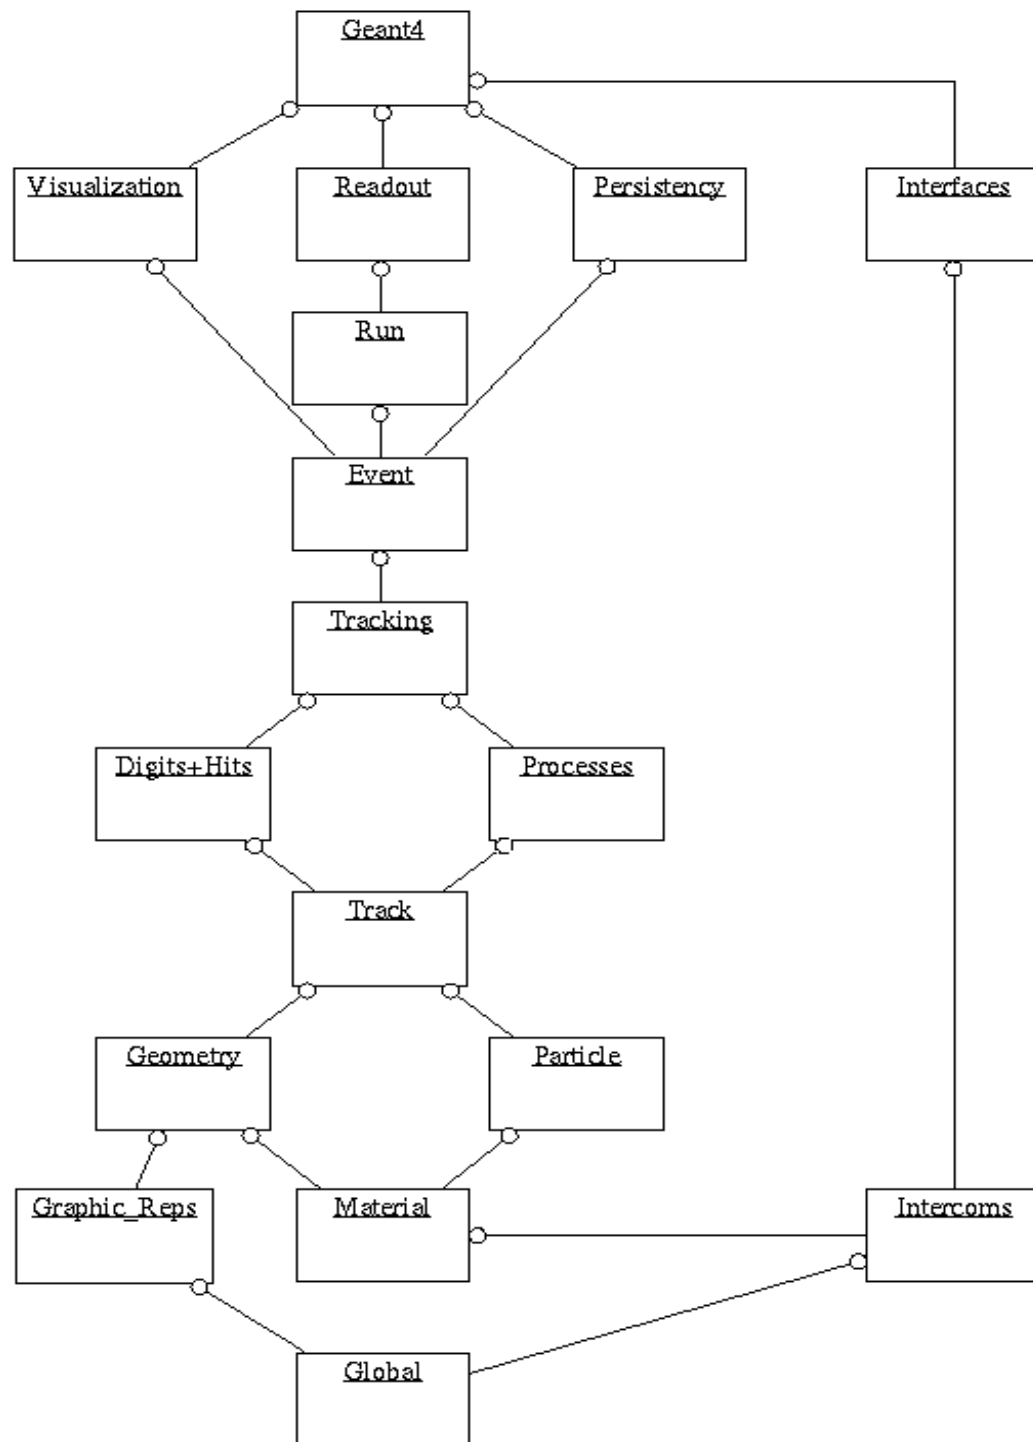 Geant4
Visualization
Readout
Persistency
Interfaces
Run
Event
Tracking
Digits+Hits
Processes
Track
Geometry
Particle
Graphic_Reps
Material
Intercoms
Global